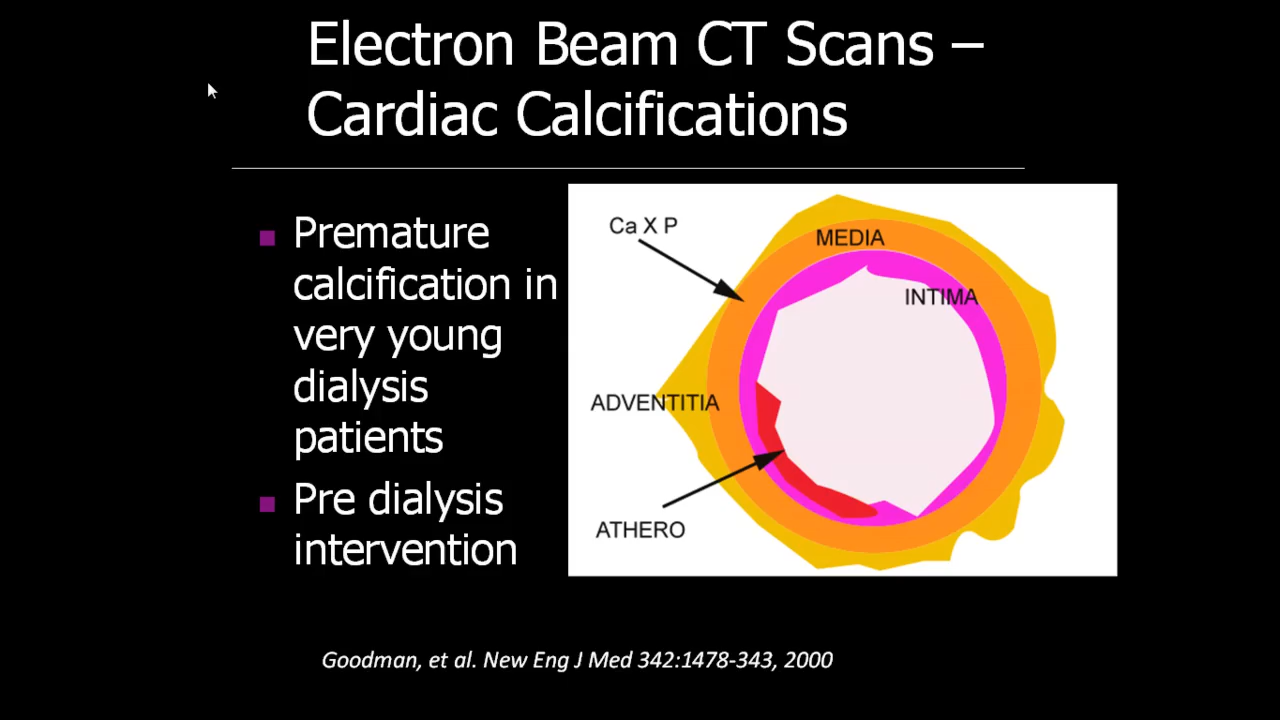 Electron Beam CT Scans –
Cardiac Calcifications
Premature
calcification in
very young
dialysis
patients
Pre dialysis
intervention
Ca X P
MEDIA
INTIMA
ADVENTITIA
ATHERO
Goodman, et al. New Eng J Med 342:1478-343, 2000